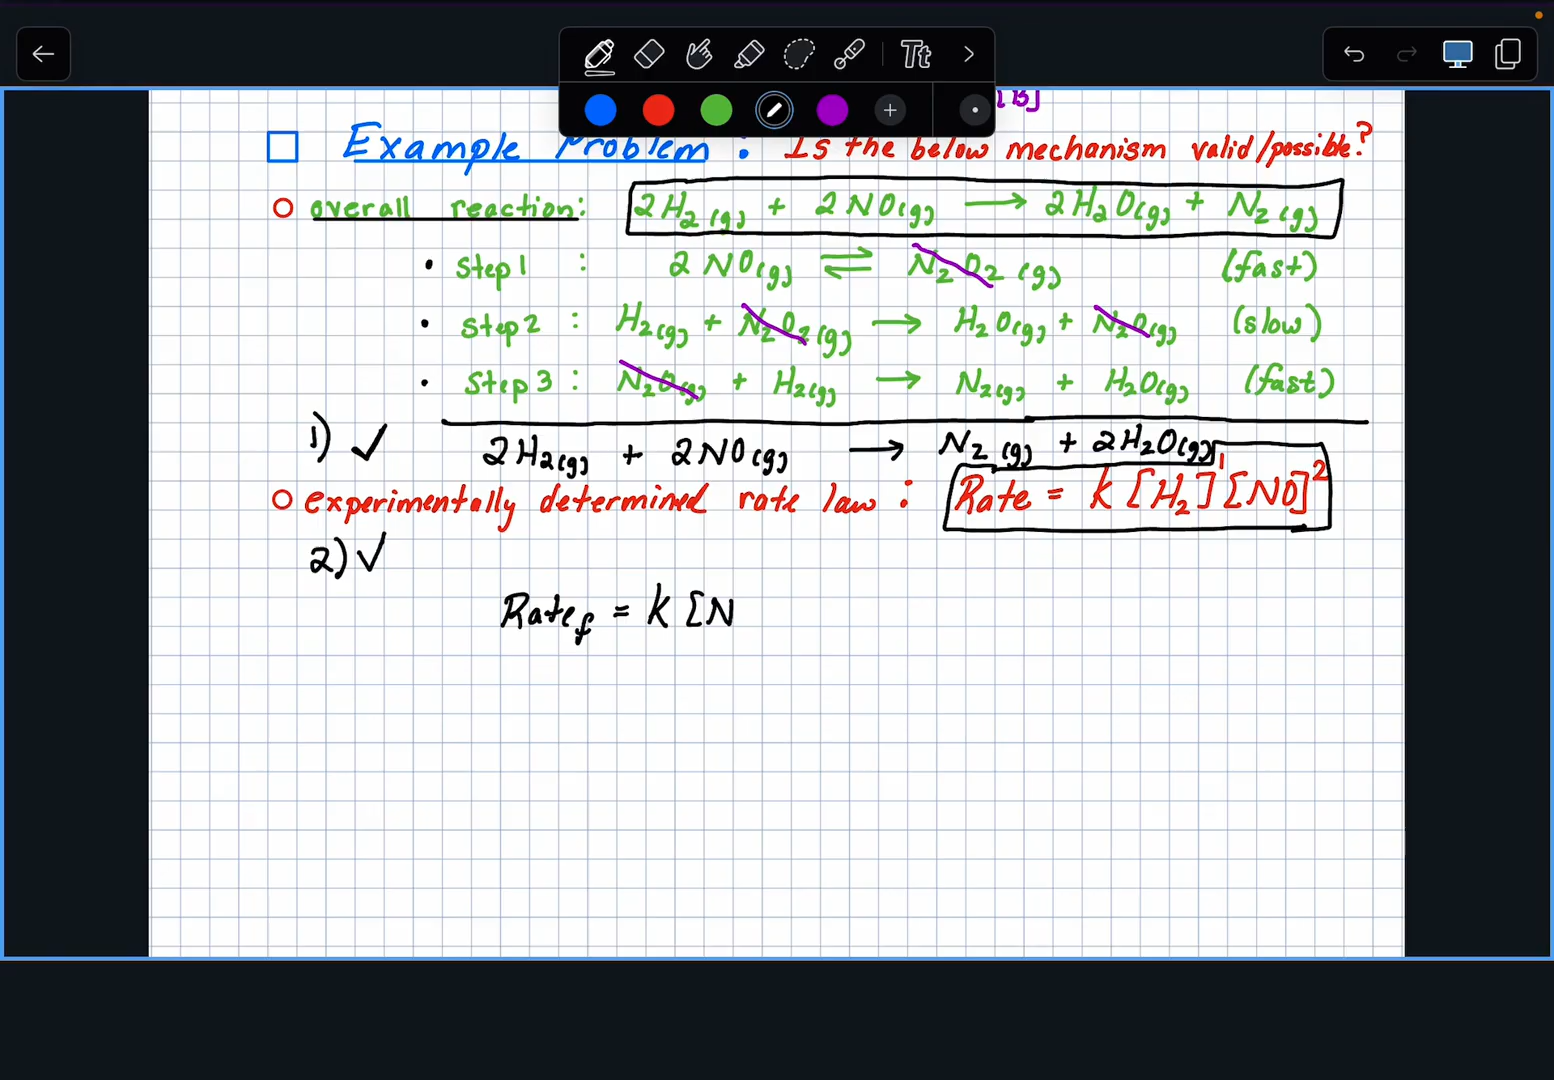 Tt
[B]
Example Problem : Is the below mechanism valid/possible?
overall reaction: 2H₂(g) + 2NO(g) → 2H₂O(g) + N₂(g)
• Step 1 : 2NO(g) ⇌ N₂O₂(g) (fast)
• Step 2 : H₂(g) + N₂O₂(g) → H₂O(g) + N₂O(g) (slow)
• Step 3 : N₂O(g) + H₂(g) → N₂(g) + H₂O(g) (fast)
1) ✓ 2H₂(g) + 2NO(g) → N₂(g) + 2H₂O(g)
experimentally determined rate law : Rate = k[H₂]¹[NO]²
2) ✓
Rate_f = k [N